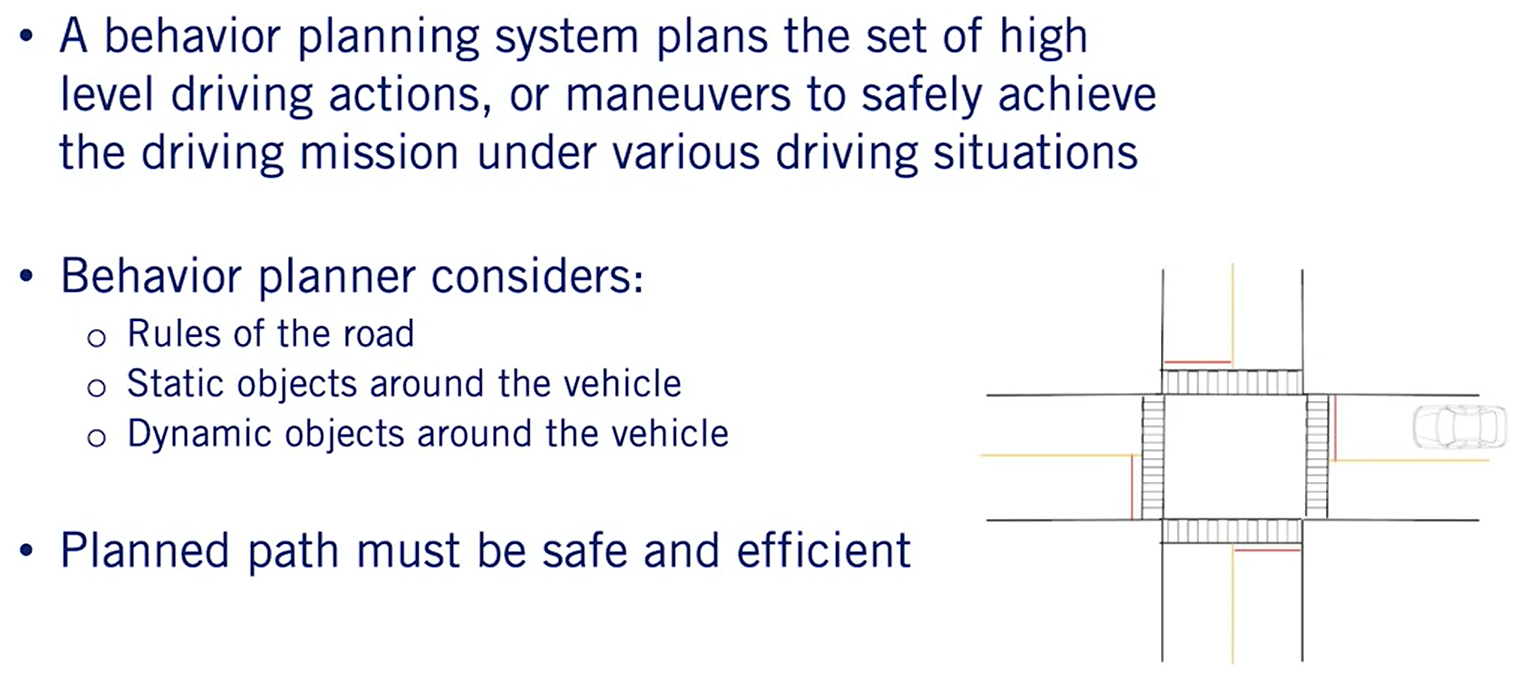 • A behavior planning system plans the set of high
level driving actions, or maneuvers to safely achieve
the driving mission under various driving situations
• Behavior planner considers:
o Rules of the road
o Static objects around the vehicle
o Dynamic objects around the vehicle
• Planned path must be safe and efficient